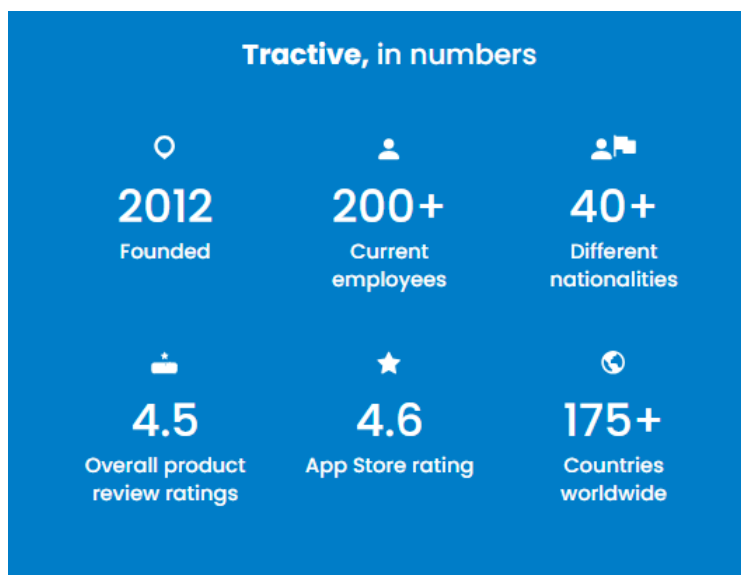 Tractive, in numbers
2012
Founded
200+
Current
employees
40+
Different
nationalities
4.5
Overall product
review ratings
4.6
App Store rating
175+
Countries
worldwide